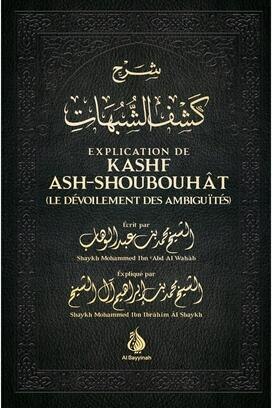 شرح
كشف الشبهات
EXPLICATION DE
KASHF
ASH-SHOUBOUHÂT
(LE DÉVOILEMENT DES AMBIGUÏTÉS)
Écrit par
الشيخ محمد بن عبد الوهاب
Shaykh Mohammed Ibn ʿAbd Al Wahâb
Expliqué par
الشيخ محمد بن إبراهيم آل الشيخ
Shaykh Mohammed Ibn Ibrâhîm Âl Shaykh
Al Bayyinah